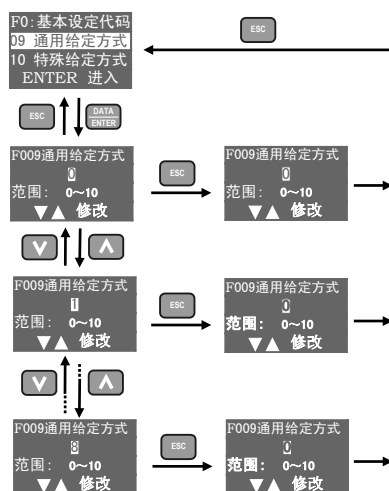 F0:基本设定代码
09 通用给定方式
10 特殊给定方式
ENTER 进入
ESC
ESC
DATA
ENTER
F009通用给定方式
0
范围: 0～10
▼▲ 修改
ESC
F009通用给定方式
0
范围: 0～10
▼▲ 修改
F009通用给定方式
1
范围: 0～10
▼▲ 修改
ESC
F009通用给定方式
0
范围: 0～10
▼▲ 修改
F009通用给定方式
8
范围: 0～10
▼▲ 修改
ESC
F009通用给定方式
0
范围: 0～10
▼▲ 修改